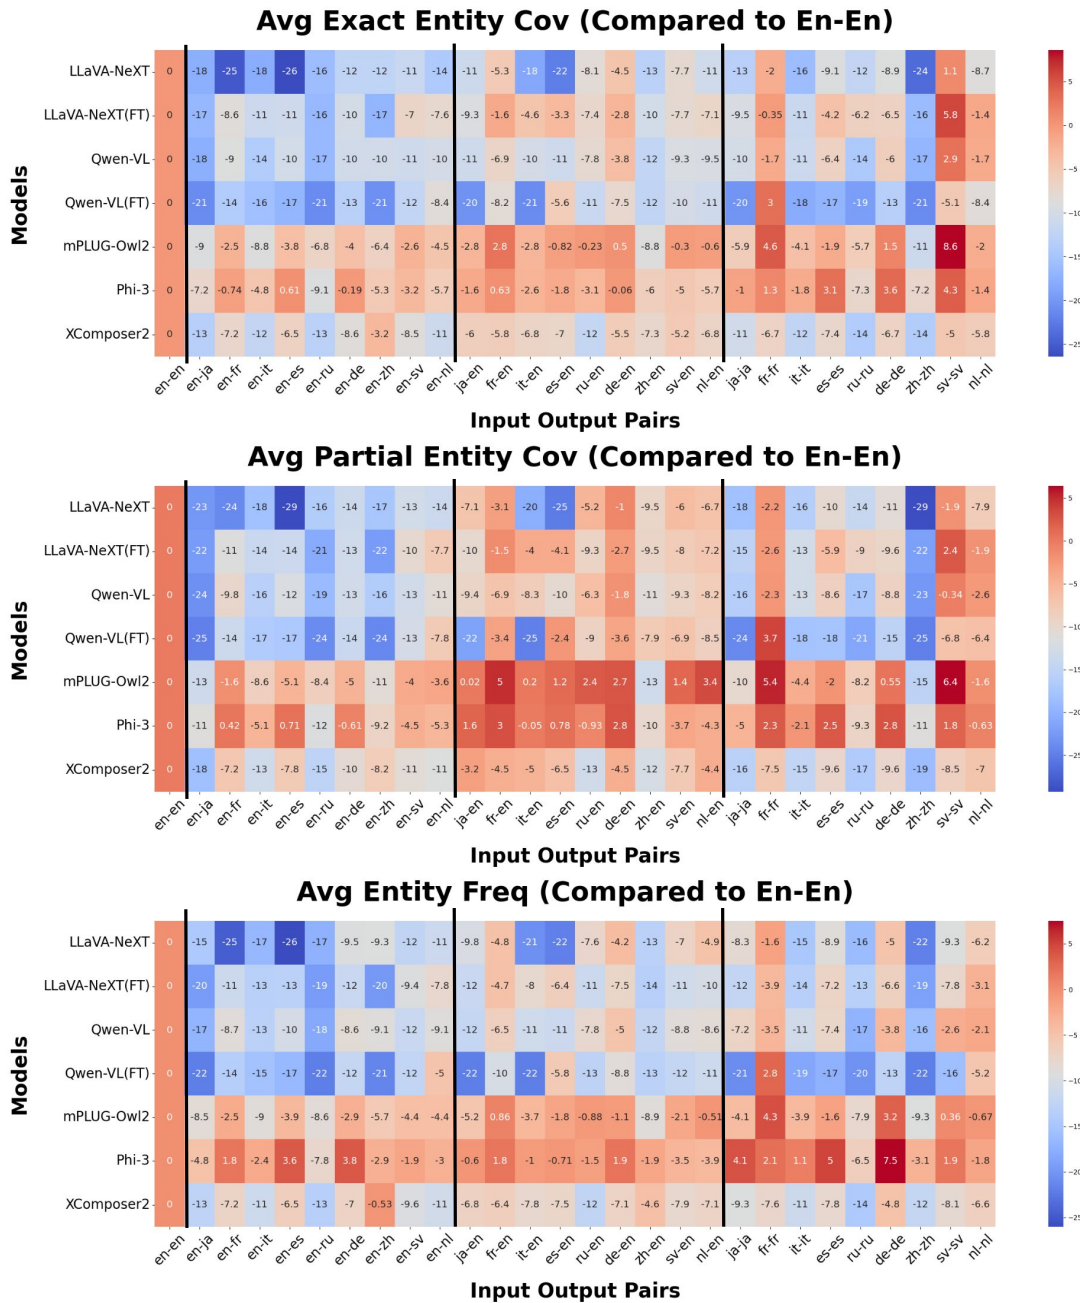 Avg Exact Entity Cov (Compared to En-En)
Models
LLaVA-NeXT 0 -18 -25 -18 -26 -16 -12 -12 -11 -14 -11 -5.3 -18 -22 -8.1 -4.5 -13 -7.7 -11 -13 -2 -16 -9.1 -12 -8.9 -24 1.1 -8.7
LLaVA-NeXT(FT) 0 -17 -8.6 -11 -11 -16 -10 -17 -7 -7.6 -9.3 -1.6 -4.6 -3.3 -7.4 -2.8 -10 -7.7 -7.1 -9.5 -0.35 -11 -4.2 -6.2 -6.5 -16 5.8 -1.4
Qwen-VL 0 -18 -9 -14 -10 -17 -10 -10 -11 -10 -11 -6.9 -10 -11 -7.8 -3.8 -12 -9.3 -9.5 -10 -1.7 -11 -6.4 -14 -6 -17 2.9 -1.7
Qwen-VL(FT) 0 -21 -14 -16 -17 -21 -13 -21 -12 -8.4 -20 -8.2 -21 -5.6 -11 -7.5 -12 -10 -11 -20 3 -18 -17 -19 -13 -21 -5.1 -8.4
mPLUG-Owl2 0 -9 -2.5 -8.8 -3.8 -6.8 -4 -6.4 -2.6 -4.5 -2.8 2.8 -2.8 -0.82 -0.23 0.5 -8.8 -0.3 -0.6 -5.9 4.6 -4.1 -1.9 -5.7 1.5 -11 8.6 -2
Phi-3 0 -7.2 -0.74 -4.8 0.61 -9.1 -0.19 -5.3 -3.2 -5.7 -1.6 0.63 -2.6 -1.8 -3.1 -0.06 -6 -5 -5.7 -1 1.3 -1.8 3.1 -7.3 3.6 -7.2 4.3 -1.4
XComposer2 0 -13 -7.2 -12 -6.5 -13 -8.6 -3.2 -8.5 -11 -6 -5.8 -6.8 -7 -12 -5.5 -7.3 -5.2 -6.8 -11 -6.7 -12 -7.4 -14 -6.7 -14 -5 -5.8
en-en en-ja en-fr en-it en-es en-ru en-de en-zh en-sv en-nl ja-en fr-en it-en es-en ru-en de-en zh-en sv-en nl-en ja-ja fr-fr it-it es-es ru-ru de-de zh-zh sv-sv nl-nl
Input Output Pairs
5
0
−5
−10
−15
−20
−25
Avg Partial Entity Cov (Compared to En-En)
Models
LLaVA-NeXT 0 -23 -24 -18 -29 -16 -14 -17 -13 -14 -7.1 -3.1 -20 -25 -5.2 -1 -9.5 -6 -6.7 -18 -2.2 -16 -10 -14 -11 -29 -1.9 -7.9
LLaVA-NeXT(FT) 0 -22 -11 -14 -14 -21 -13 -22 -10 -7.7 -10 -1.5 -4 -4.1 -9.3 -2.7 -9.5 -8 -7.2 -15 -2.6 -13 -5.9 -9 -9.6 -22 2.4 -1.9
Qwen-VL 0 -24 -9.8 -16 -12 -19 -13 -16 -13 -11 -9.4 -6.9 -8.3 -10 -6.3 -1.8 -11 -9.3 -8.2 -16 -2.3 -13 -8.6 -17 -8.8 -23 -0.34 -2.6
Qwen-VL(FT) 0 -25 -14 -17 -17 -24 -14 -24 -13 -7.8 -22 -3.4 -25 -2.4 -9 -3.6 -7.9 -6.9 -8.5 -24 3.7 -18 -18 -21 -15 -25 -6.8 -6.4
mPLUG-Owl2 0 -13 -1.6 -8.6 -5.1 -8.4 -5 -11 -4 -3.6 0.02 5 0.2 1.2 2.4 2.7 -13 1.4 3.4 -10 5.4 -4.4 -2 -8.2 0.55 -15 6.4 -1.6
Phi-3 0 -11 0.42 -5.1 0.71 -12 -0.61 -9.2 -4.5 -5.3 1.6 3 -0.05 0.78 -0.93 2.8 -10 -3.7 -4.3 -5 2.3 -2.1 2.5 -9.3 2.8 -11 1.8 -0.63
XComposer2 0 -18 -7.2 -13 -7.8 -15 -10 -8.2 -11 -11 -3.2 -4.5 -5 -6.5 -13 -4.5 -12 -7.7 -4.4 -16 -7.5 -15 -9.6 -17 -9.6 -19 -8.5 -7
en-en en-ja en-fr en-it en-es en-ru en-de en-zh en-sv en-nl ja-en fr-en it-en es-en ru-en de-en zh-en sv-en nl-en ja-ja fr-fr it-it es-es ru-ru de-de zh-zh sv-sv nl-nl
Input Output Pairs
5
0
−5
−10
−15
−20
−25
Avg Entity Freq (Compared to En-En)
Models
LLaVA-NeXT 0 -15 -25 -17 -26 -17 -9.5 -9.3 -12 -11 -9.8 -4.8 -21 -22 -7.6 -4.2 -13 -7 -4.9 -8.3 -1.6 -15 -8.9 -16 -5 -22 -9.3 -6.2
LLaVA-NeXT(FT) 0 -20 -11 -13 -13 -19 -12 -20 -9.4 -7.8 -12 -4.7 -8 -6.4 -11 -7.5 -14 -11 -10 -12 -3.9 -14 -7.2 -13 -6.6 -19 -7.8 -3.1
Qwen-VL 0 -17 -8.7 -13 -10 -18 -8.6 -9.1 -12 -9.1 -12 -6.5 -11 -11 -7.8 -5 -12 -8.8 -8.6 -7.2 -3.5 -11 -7.4 -17 -3.8 -16 -2.6 -2.1
Qwen-VL(FT) 0 -22 -14 -15 -17 -22 -12 -21 -12 -5 -22 -10 -22 -5.7 -13 -8.8 -13 -12 -11 -21 2.8 -19 -17 -20 -13 -22 -16 -5.2
mPLUG-Owl2 0 -8.5 -2.5 -9 -3.9 -8.6 -2.9 -5.7 -4.4 -4.4 -5.2 0.86 -3.7 -1.8 -0.88 -1.1 -8.9 -2.1 -0.51 -4.1 4.3 -3.9 -1.6 -7.9 3.2 -9.3 0.36 -0.67
Phi-3 0 -4.8 1.8 -2.4 3.6 -7.8 3.8 -2.9 -1.9 -3 -0.6 1.8 -1 -0.71 -1.5 1.9 -1.9 -3.5 -3.9 4.1 2.1 1.1 5 -6.5 7.5 -3.1 1.9 -1.8
XComposer2 0 -13 -7.2 -11 -6.5 -13 -7 -0.53 -9.6 -11 -6.8 -6.4 -7.8 -7.5 -12 -7.1 -4.6 -7.9 -7.1 -9.3 -7.6 -11 -7.8 -14 -4.8 -12 -8.1 -6.6
en-en en-ja en-fr en-it en-es en-ru en-de en-zh en-sv en-nl ja-en fr-en it-en es-en ru-en de-en zh-en sv-en nl-en ja-ja fr-fr it-it es-es ru-ru de-de zh-zh sv-sv nl-nl
Input Output Pairs
5
0
−5
−10
−15
−20
−25